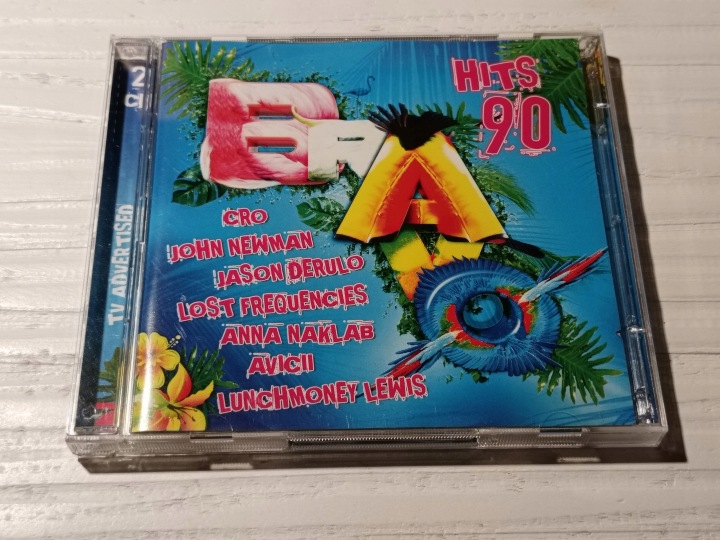 2
CD
TV ADVERTISED
BRAVO
HITS
90
CRO
JOHN NEWMAN
JASON DERULO
LOST FREQUENCIES
ANNA NAKLAB
AVICII
LUNCHMONEY LEWIS